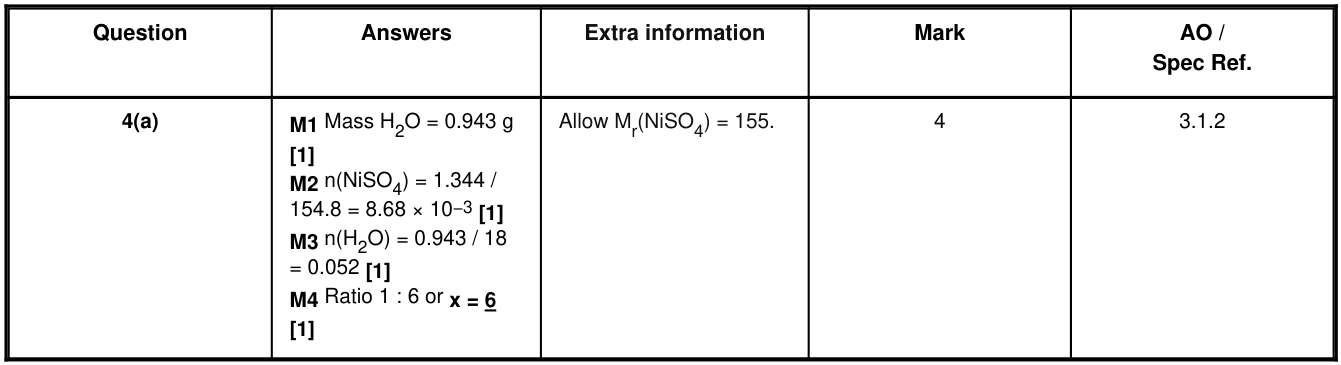 Question Answers Extra information Mark AO /
Spec Ref.
4(a) M1 Mass H₂O = 0.943 g Allow Mᵣ(NiSO₄) = 155. 4 3.1.2
[1]
M2 n(NiSO₄) = 1.344 /
154.8 = 8.68 × 10⁻³ [1]
M3 n(H₂O) = 0.943 / 18
= 0.052 [1]
M4 Ratio 1 : 6 or x = 6
[1]